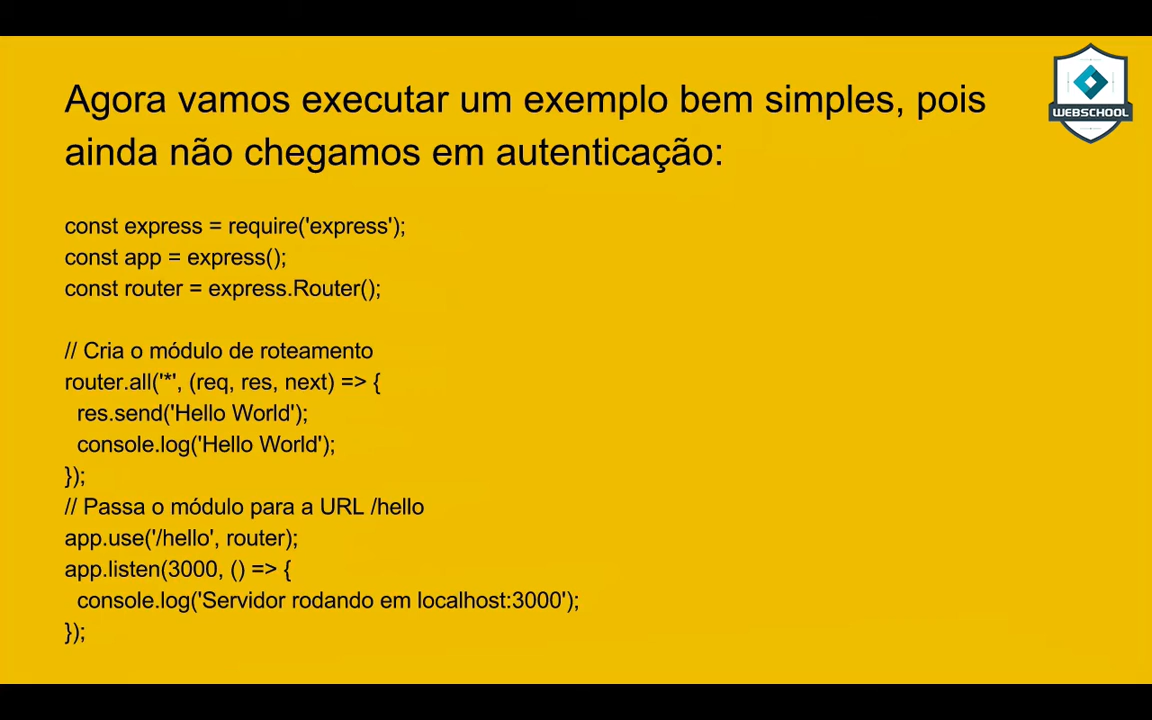 Agora vamos executar um exemplo bem simples, pois
ainda não chegamos em autenticação:
WEBSCHOOL
const express = require('express');
const app = express();
const router = express.Router();
// Cria o módulo de roteamento
router.all('*', (req, res, next) => {
  res.send('Hello World');
  console.log('Hello World');
});
// Passa o módulo para a URL /hello
app.use('/hello', router);
app.listen(3000, () => {
  console.log('Servidor rodando em localhost:3000');
});